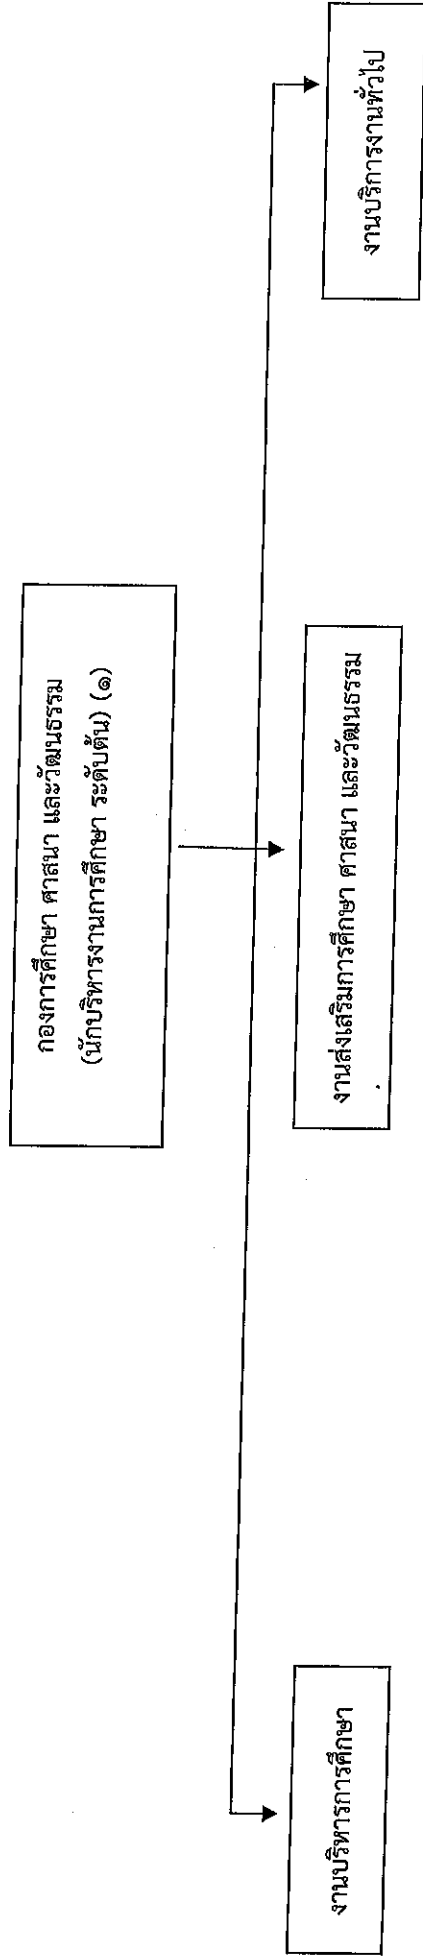 กองการศึกษา ศาสนา และวัฒนธรรม
(นักบริหารงานการศึกษา ระดับต้น) (๑)
งานบริหารการศึกษา
งานส่งเสริมการศึกษา ศาสนา และวัฒนธรรม
งานบริการงานทั่วไป